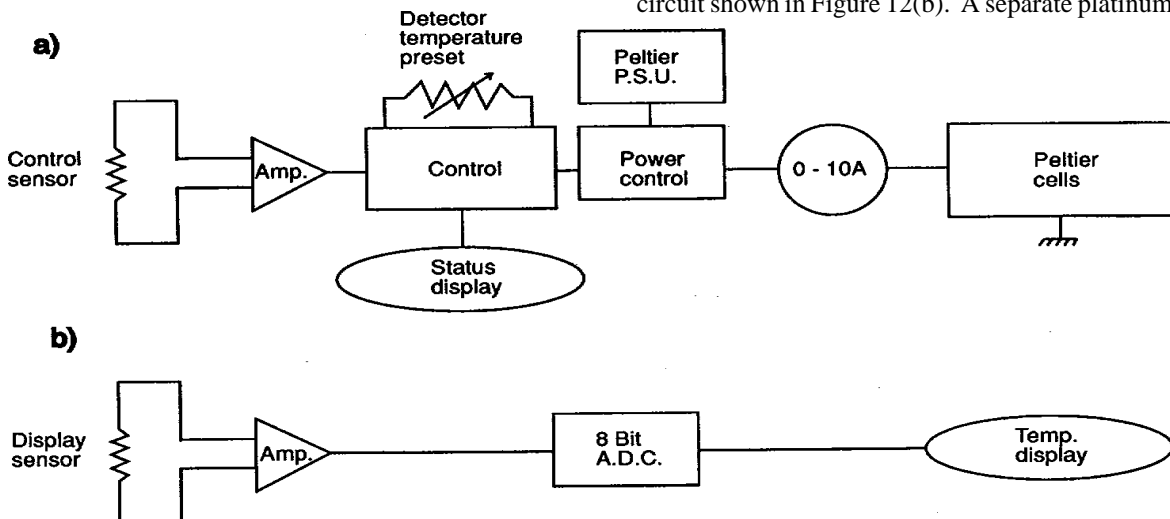 circuit shown in Figure 12(b). A separate platinum
a)
Detector
temperature
preset
Peltier
P.S.U.
Control
sensor
Amp.
Control
Power
control
0 - 10A
Peltier
cells
Status
display
b)
Display
sensor
Amp.
8 Bit
A.D.C.
Temp.
display